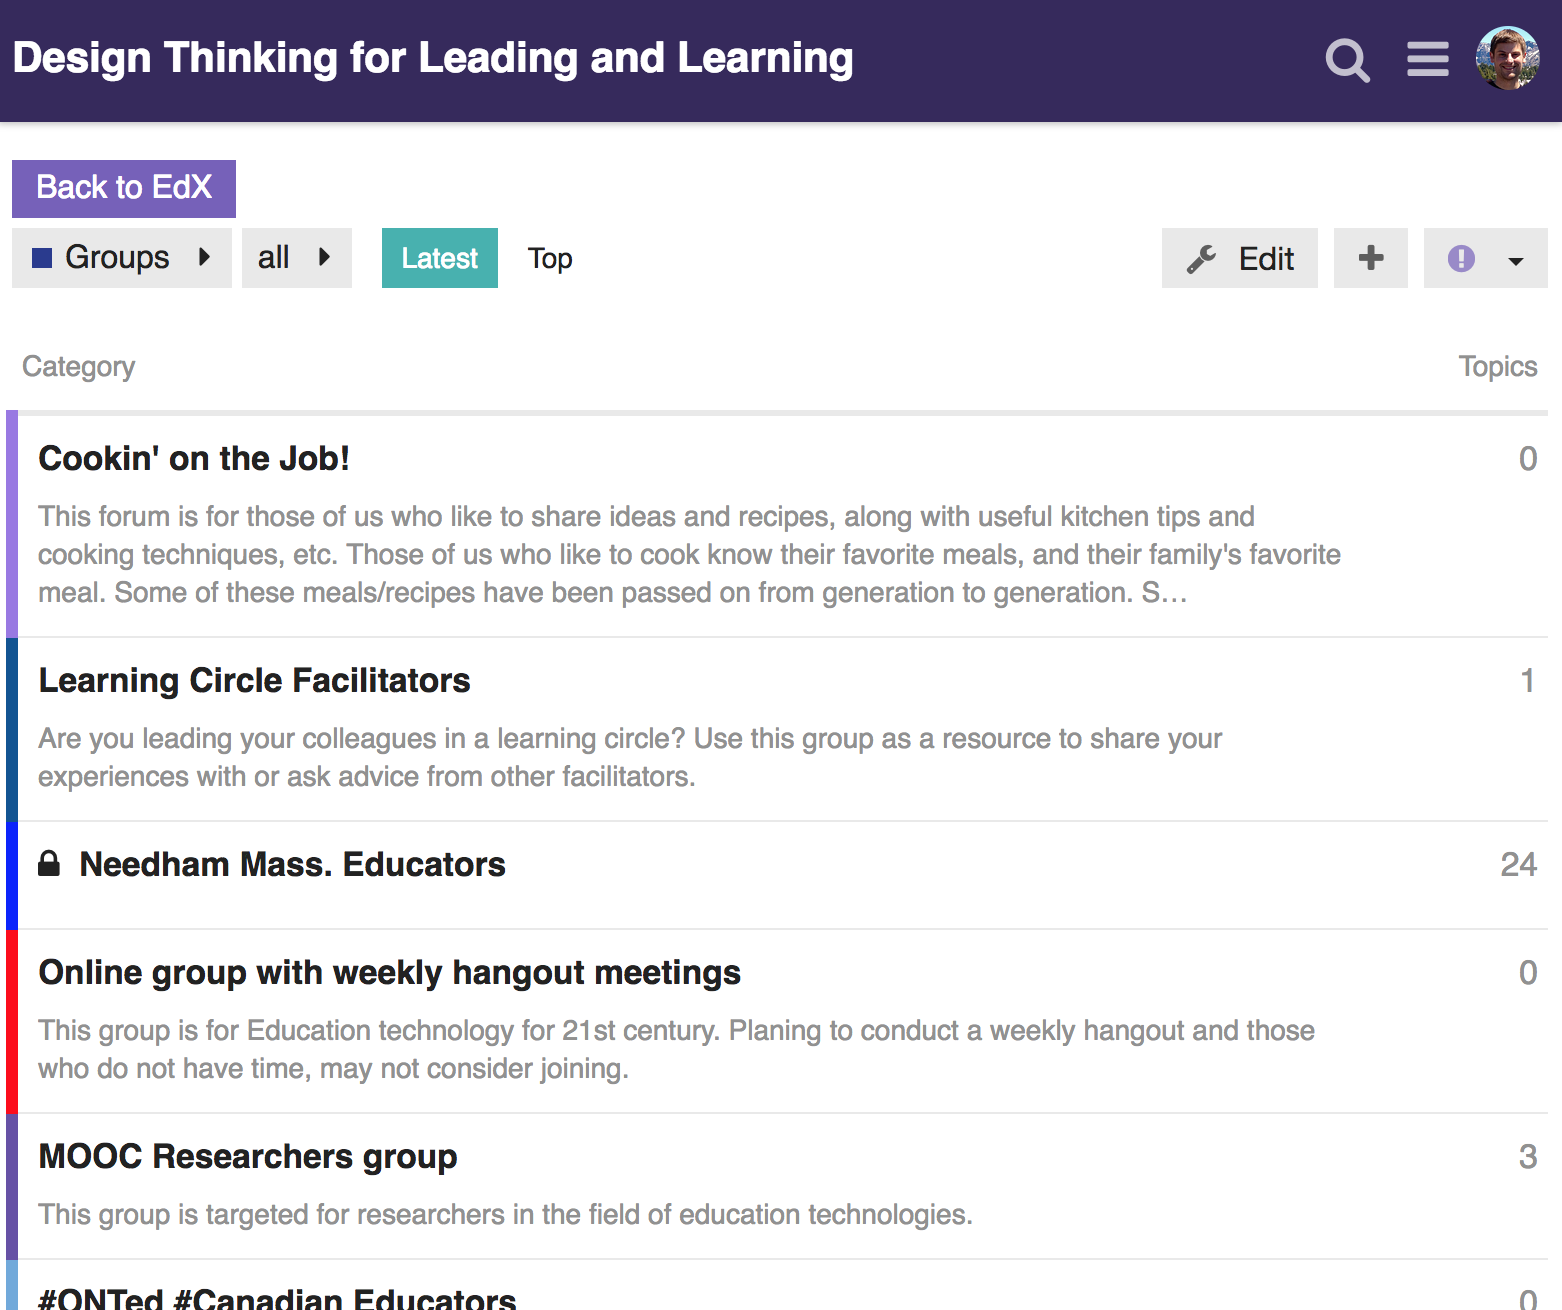 Design Thinking for Leading and Learning
Back to EdX
Groups all Latest Top Edit
Category Topics
Cookin' on the Job! 0
This forum is for those of us who like to share ideas and recipes, along with useful kitchen tips and
cooking techniques, etc. Those of us who like to cook know their favorite meals, and their family's favorite
meal. Some of these meals/recipes have been passed on from generation to generation. S…
Learning Circle Facilitators 1
Are you leading your colleagues in a learning circle? Use this group as a resource to share your
experiences with or ask advice from other facilitators.
Needham Mass. Educators 24
Online group with weekly hangout meetings 0
This group is for Education technology for 21st century. Planing to conduct a weekly hangout and those
who do not have time, may not consider joining.
MOOC Researchers group 3
This group is targeted for researchers in the field of education technologies.
#ONTed #Canadian Educators 0